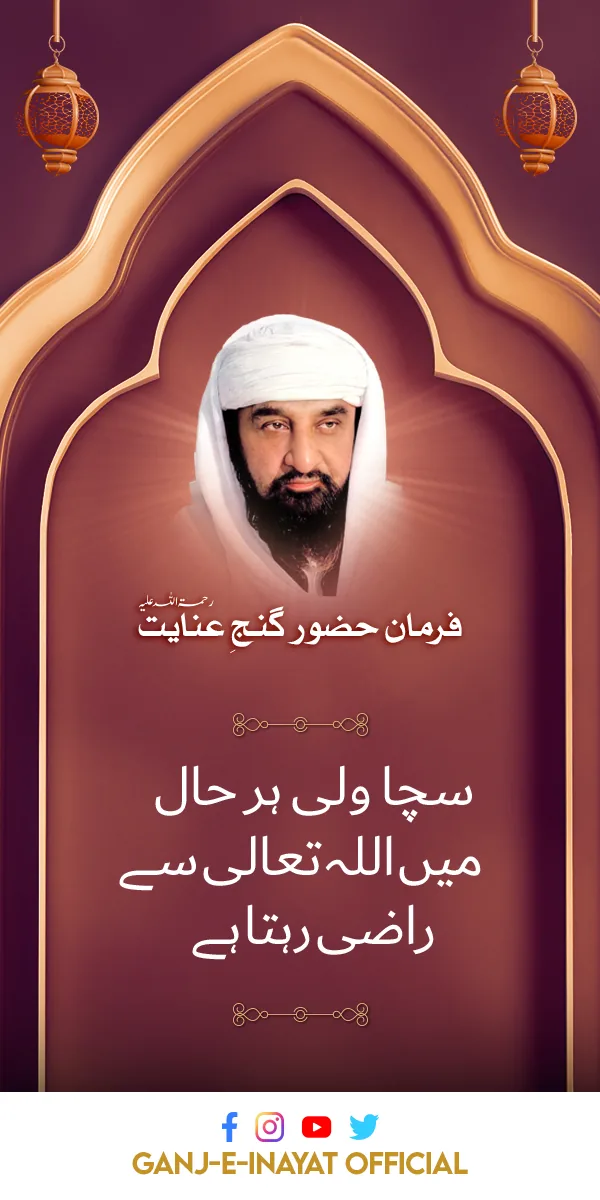 رحمۃ اللہ علیہ
فرمان حضور گنجِ عنایت
سچا ولی ہر حال
میں اللہ تعالی سے
راضی رہتا ہے
GANJ-E-INAYAT OFFICIAL